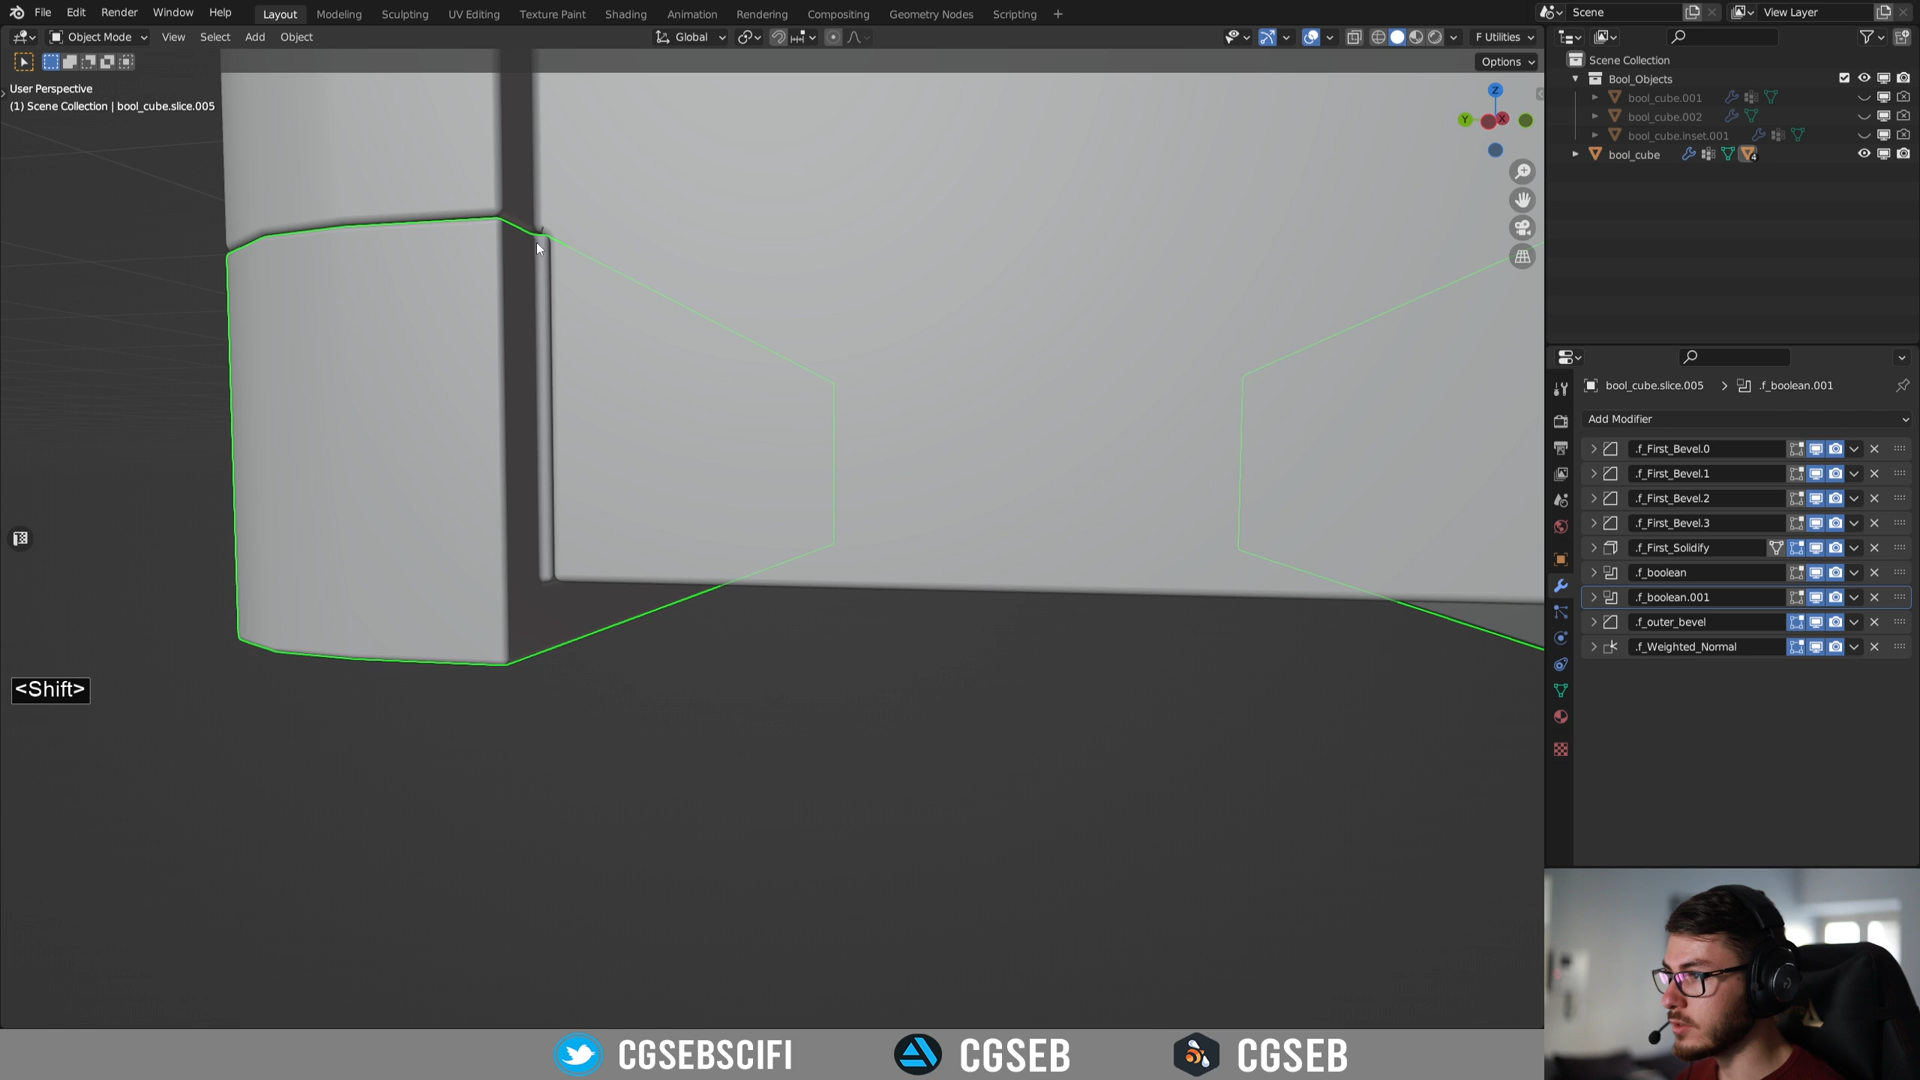 File Edit Render Window Help
Layout Modeling Sculpting UV Editing Texture Paint Shading Animation Rendering Compositing Geometry Nodes Scripting +
Scene
View Layer
Object Mode View Select Add Object
Global
F Utilities
Options
User Perspective
(1) Scene Collection | bool_cube.slice.005
Z
Y
X
Scene Collection
Bool_Objects
bool_cube.001
bool_cube.002
bool_cube.inset.001
bool_cube
4
bool_cube.slice.005 > .f_boolean.001
Add Modifier
.f_First_Bevel.0
.f_First_Bevel.1
.f_First_Bevel.2
.f_First_Bevel.3
.f_First_Solidify
.f_boolean
.f_boolean.001
.f_outer_bevel
.f_Weighted_Normal
<Shift>
CGSEBSCIFI
CGSEB
CGSEB